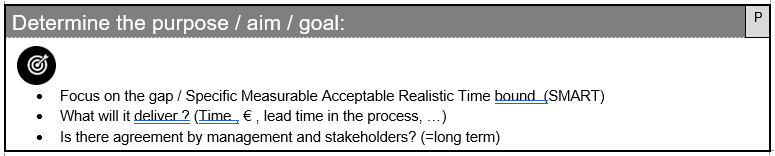 Determine the purpose / aim / goal:
P
Focus on the gap / Specific Measurable Acceptable Realistic Time bound (SMART)
What will it deliver ? (Time , € , lead time in the process, …)
Is there agreement by management and stakeholders? (=long term)